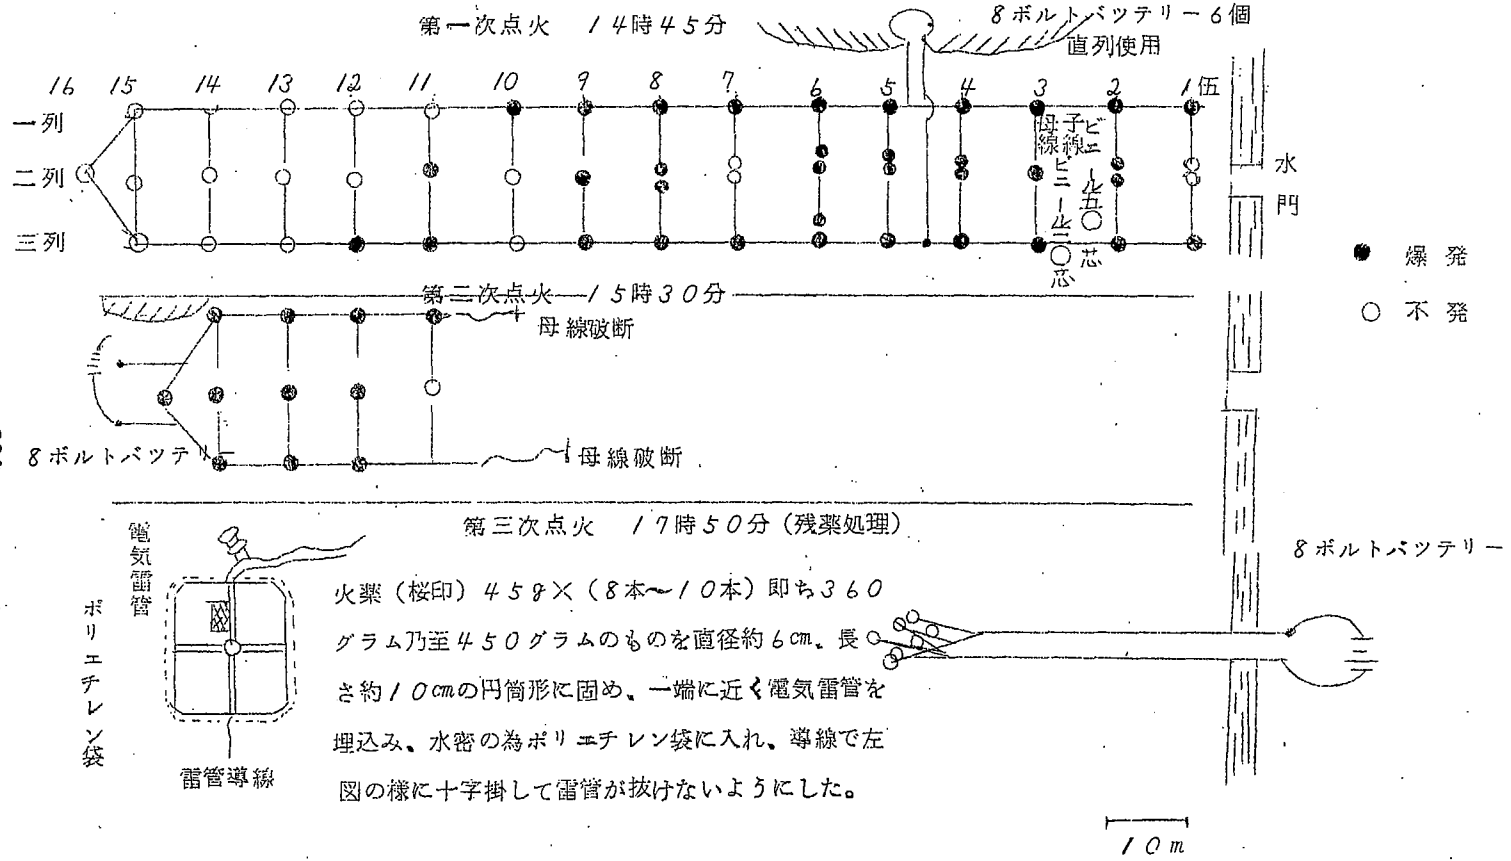 第一次点火 14時45分
8ボルトバツテリー6個
直列使用
16 15 14 13 12 11 10 9 8 7 6 5 4 3 2 1伍
一列
二列
三列
母線ビニール二〇芯
子線ビニール五〇芯
水門
爆発
不発
第二次点火 15時30分
母線破断
8ボルトバツテリー
母線破断
第三次点火 17時50分(残薬処理)
電気雷管
ポリエチレン袋
雷管導線
火薬(桜印)45g×(8本〜10本)即ち360
グラム乃至450グラムのものを直径約6cm、長
さ約10cmの円筒形に固め、一端に近く電気雷管を
埋込み、水密の為ポリエチレン袋に入れ、導線で左
図の様に十字掛して雷管が抜けないようにした。
8ボルトバツテリー
10m